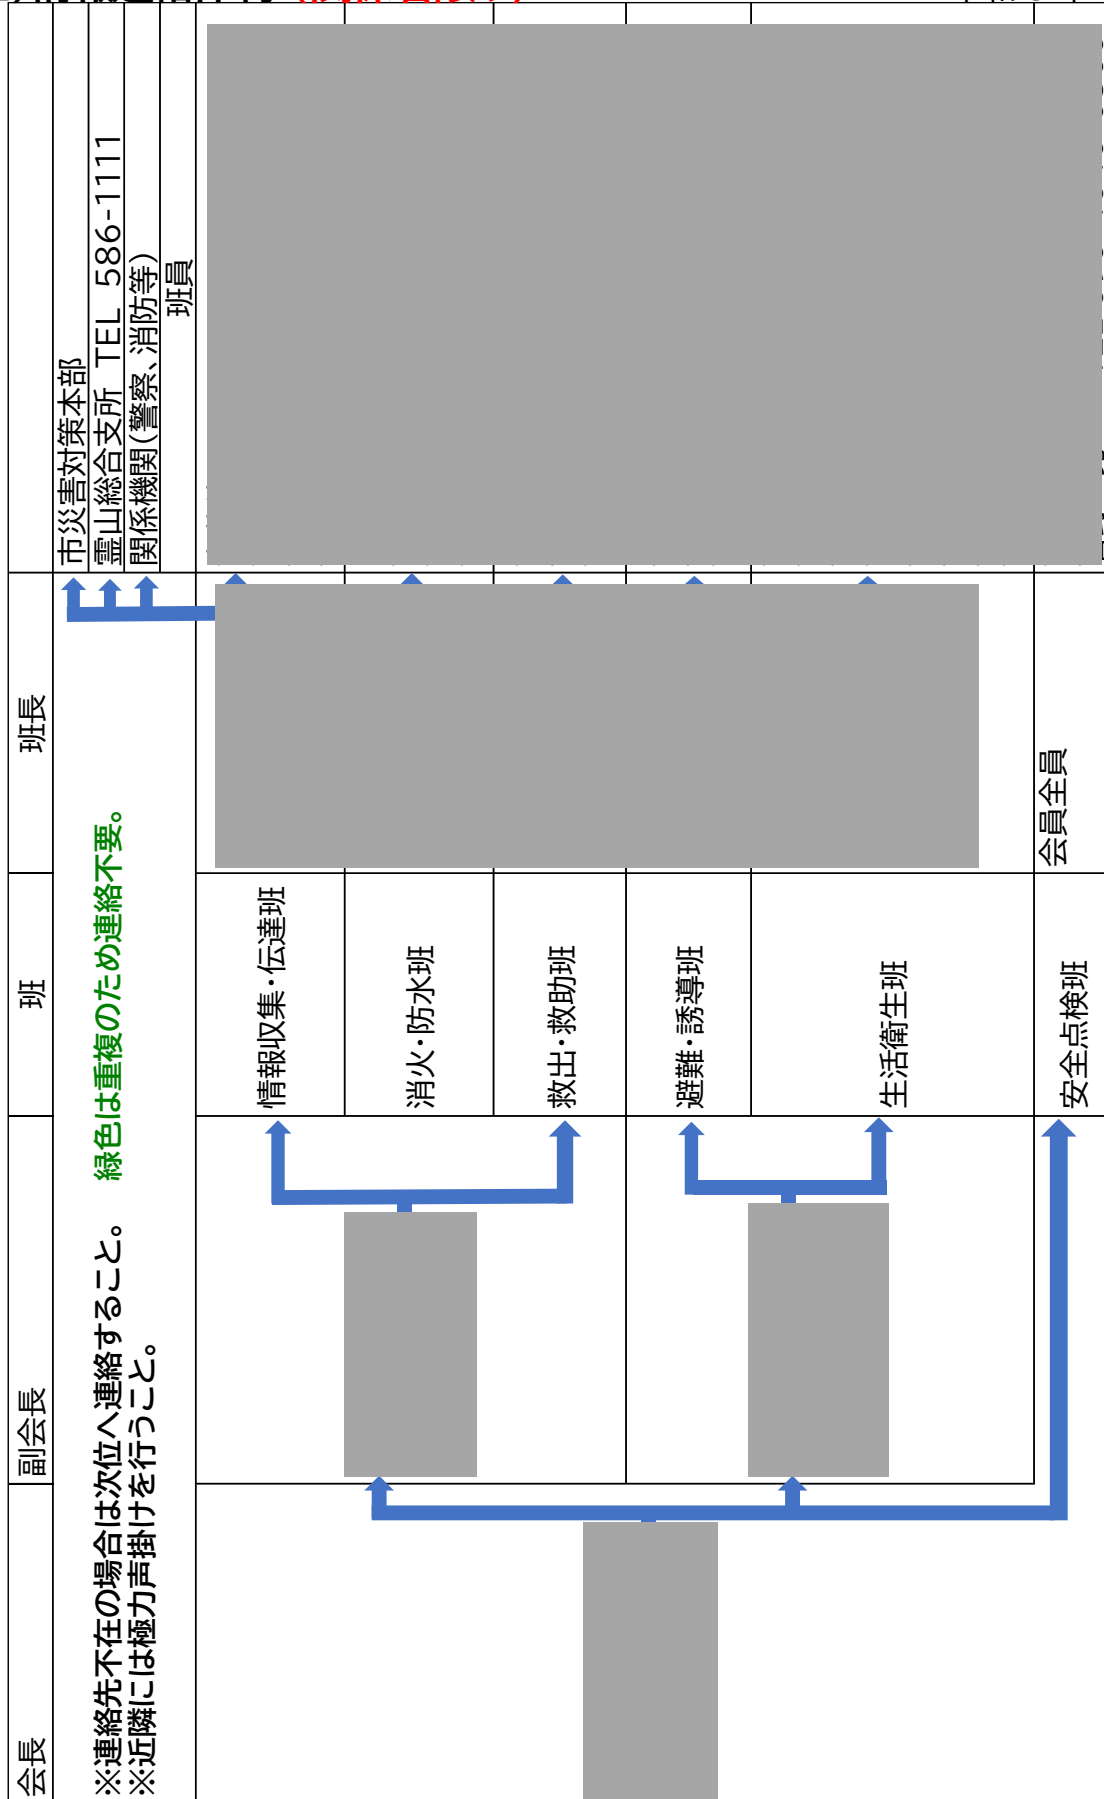 会長
副会長
班
班長
※連絡先不在の場合は次位へ連絡すること。 緑色は重複のため連絡不要。
※近隣には極力声掛けを行うこと。
市災害対策本部
霊山総合支所 TEL 586-1111
関係機関(警察、消防等)
班員
情報収集・伝達班
消火・防水班
救出・救助班
避難・誘導班
生活衛生班
安全点検班
会員全員